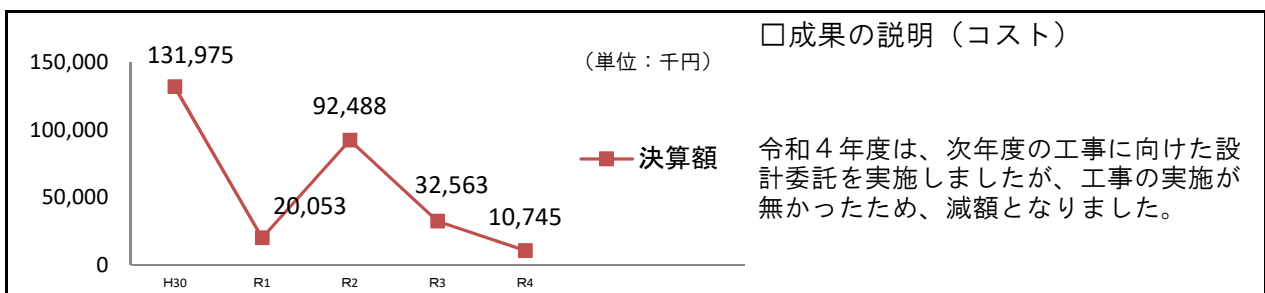 □成果の説明（コスト）
（単位：千円）
150,000
100,000
50,000
0
131,975
20,053
92,488
32,563
10,745
H30
R1
R2
R3
R4
決算額
令和４年度は、次年度の工事に向けた設
計委託を実施しましたが、工事の実施が
無かったため、減額となりました。